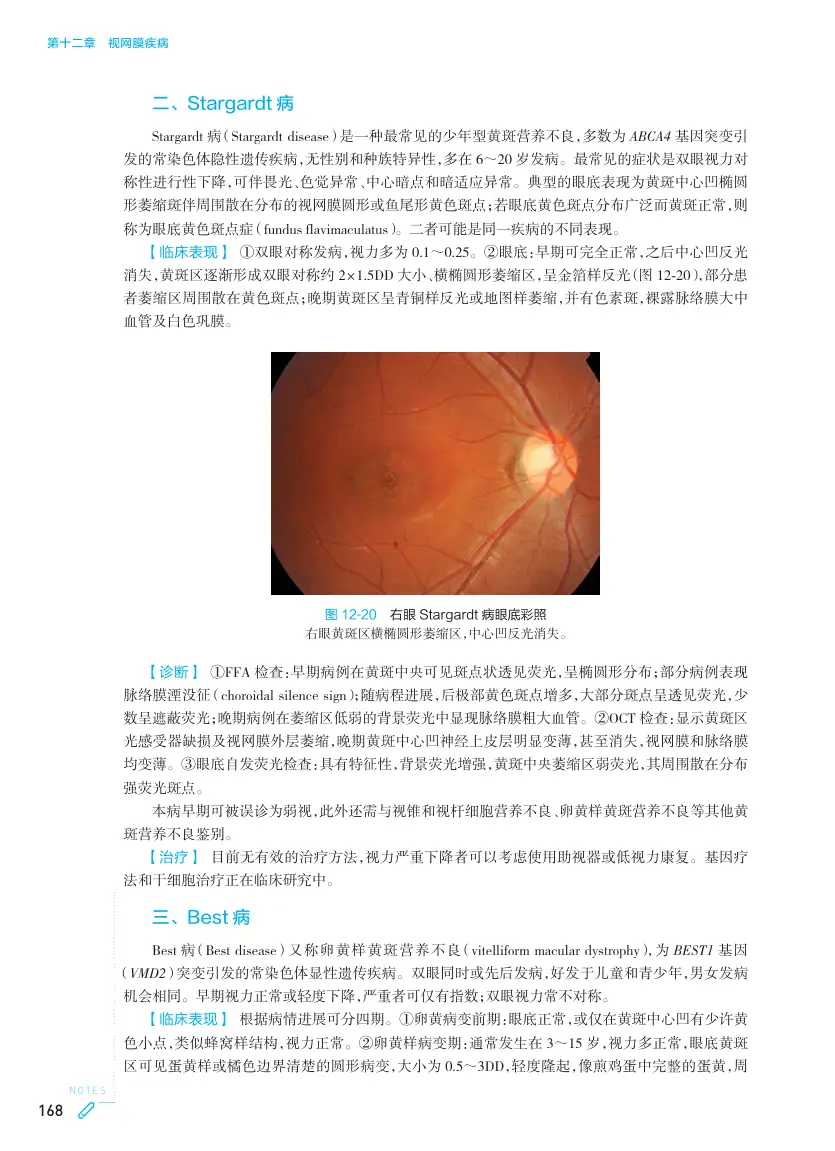 第十二章 视网膜疾病
二、Stargardt 病
Stargardt 病（Stargardt disease）是一种最常见的少年型黄斑营养不良，多数为 ABCA4 基因突变引
发的常染色体隐性遗传疾病，无性别和种族特异性，多在 6～20 岁发病。最常见的症状是双眼视力对
称性进行性下降，可伴畏光、色觉异常、中心暗点和暗适应异常。典型的眼底表现为黄斑中心凹椭圆
形萎缩斑伴周围散在分布的视网膜圆形或鱼尾形黄色斑点；若眼底黄色斑点分布广泛而黄斑正常，则
称为眼底黄色斑点症（fundus flavimaculatus）。二者可能是同一疾病的不同表现。
【临床表现】 ①双眼对称发病，视力多为 0.1～0.25。②眼底：早期可完全正常，之后中心凹反光
消失，黄斑区逐渐形成双眼对称约 2×1.5DD 大小、横椭圆形萎缩区，呈金箔样反光（图 12-20），部分患
者萎缩区周围散在黄色斑点；晚期黄斑区呈青铜样反光或地图样萎缩，并有色素斑，裸露脉络膜大中
血管及白色巩膜。
图 12-20 右眼 Stargardt 病眼底彩照
右眼黄斑区横椭圆形萎缩区，中心凹反光消失。
【诊断】 ①FFA 检查：早期病例在黄斑中央可见斑点状透见荧光，呈椭圆形分布；部分病例表现
脉络膜湮没征（choroidal silence sign）；随病程进展，后极部黄色斑点增多，大部分斑点呈透见荧光，少
数呈遮蔽荧光；晚期病例在萎缩区低弱的背景荧光中显现脉络膜粗大血管。②OCT 检查：显示黄斑区
光感受器缺损及视网膜外层萎缩，晚期黄斑中心凹神经上皮层明显变薄，甚至消失，视网膜和脉络膜
均变薄。③眼底自发荧光检查：具有特征性，背景荧光增强，黄斑中央萎缩区弱荧光，其周围散在分布
强荧光斑点。
本病早期可被误诊为弱视，此外还需与视锥和视杆细胞营养不良、卵黄样黄斑营养不良等其他黄
斑营养不良鉴别。
【治疗】 目前无有效的治疗方法，视力严重下降者可以考虑使用助视器或低视力康复。基因疗
法和干细胞治疗正在临床研究中。
三、Best 病
Best 病（Best disease）又称卵黄样黄斑营养不良（vitelliform macular dystrophy），为 BEST1 基因
（VMD2）突变引发的常染色体显性遗传疾病。双眼同时或先后发病，好发于儿童和青少年，男女发病
机会相同。早期视力正常或轻度下降，严重者可仅有指数；双眼视力常不对称。
【临床表现】 根据病情进展可分四期。①卵黄病变前期：眼底正常，或仅在黄斑中心凹有少许黄
色小点，类似蜂窝样结构，视力正常。②卵黄样病变期：通常发生在 3～15 岁，视力多正常，眼底黄斑
区可见蛋黄样或橘色边界清楚的圆形病变，大小为 0.5～3DD，轻度隆起，像煎鸡蛋中完整的蛋黄，周
NOTES
168